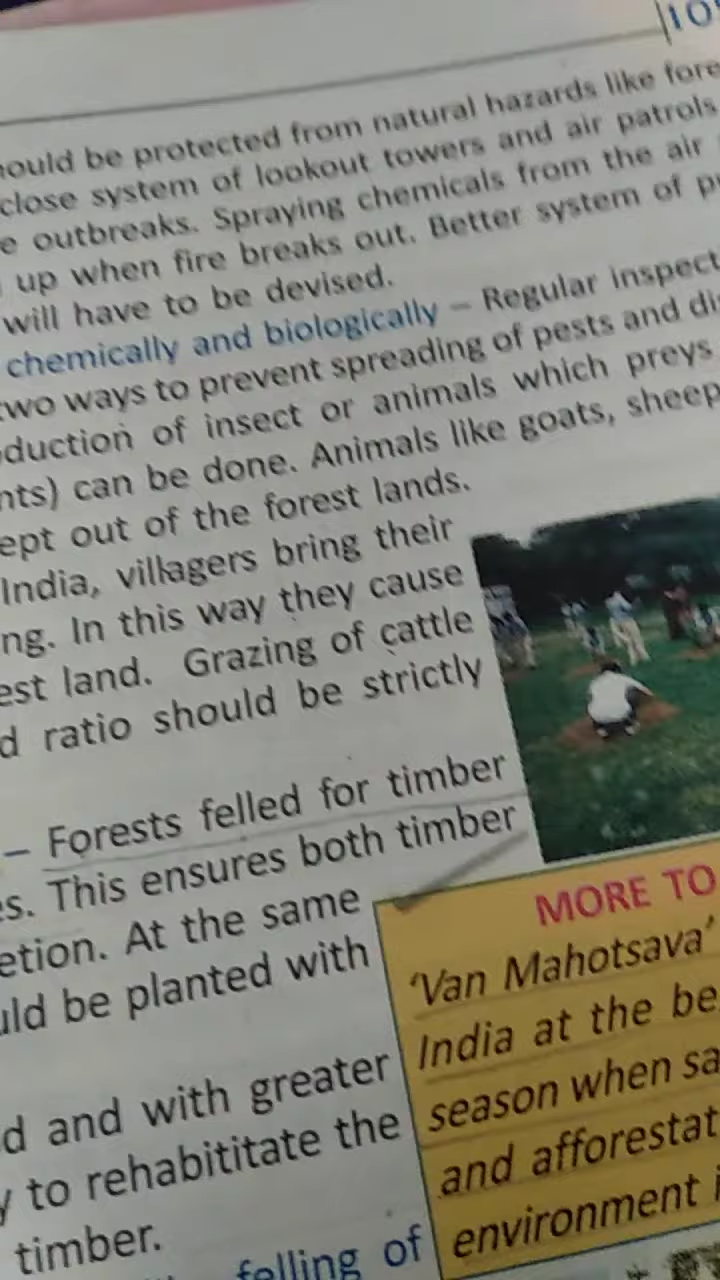 10
ould be protected from natural hazards like fore
close system of lookout towers and air patrols
e outbreaks. Spraying chemicals from the air
up when fire breaks out. Better system of pr
will have to be devised.
chemically and biologically – Regular inspect
two ways to prevent spreading of pests and di
oduction of insect or animals which preys
nts) can be done. Animals like goats, sheep
ept out of the forest lands.
India, villagers bring their
ng. In this way they cause
est land. Grazing of cattle
d ratio should be strictly
– Forests felled for timber
es. This ensures both timber
etion. At the same
uld be planted with
d and with greater
y to rehabititate the
timber.
felling of
MORE TO
‘Van Mahotsava’
India at the be
season when sa
and afforestat
environment i